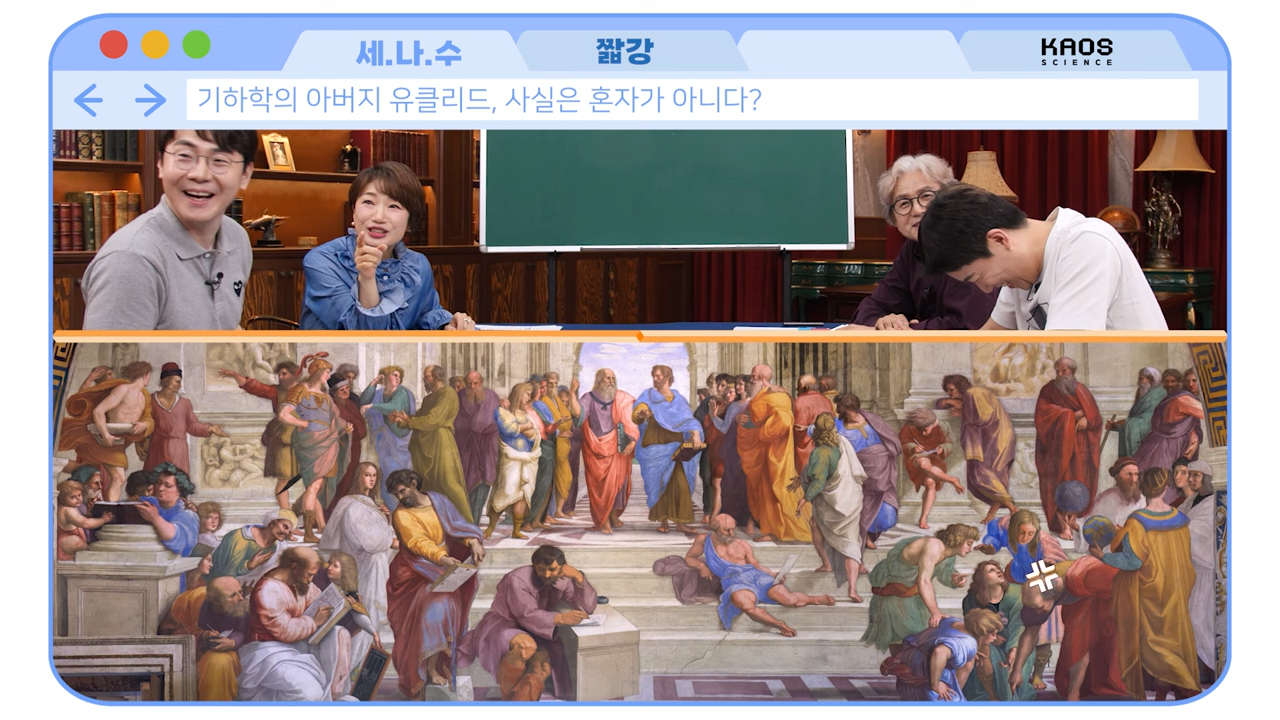 세.나.수
짧강
KAOS
SCIENCE
기하학의 아버지 유클리드, 사실은 혼자가 아니다?